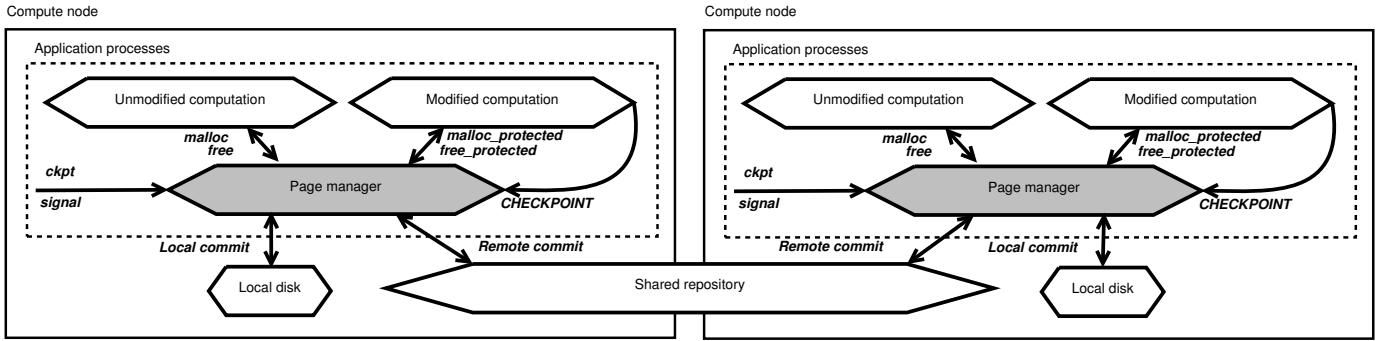 Compute node
Application processes
Unmodified computation
Modified computation
malloc
free
malloc_protected
free_protected
ckpt
signal
Page manager
CHECKPOINT
Local commit
Remote commit
Local disk
Shared repository
Compute node
Application processes
Unmodified computation
Modified computation
malloc
free
malloc_protected
free_protected
ckpt
signal
Page manager
CHECKPOINT
Remote commit
Local commit
Local disk